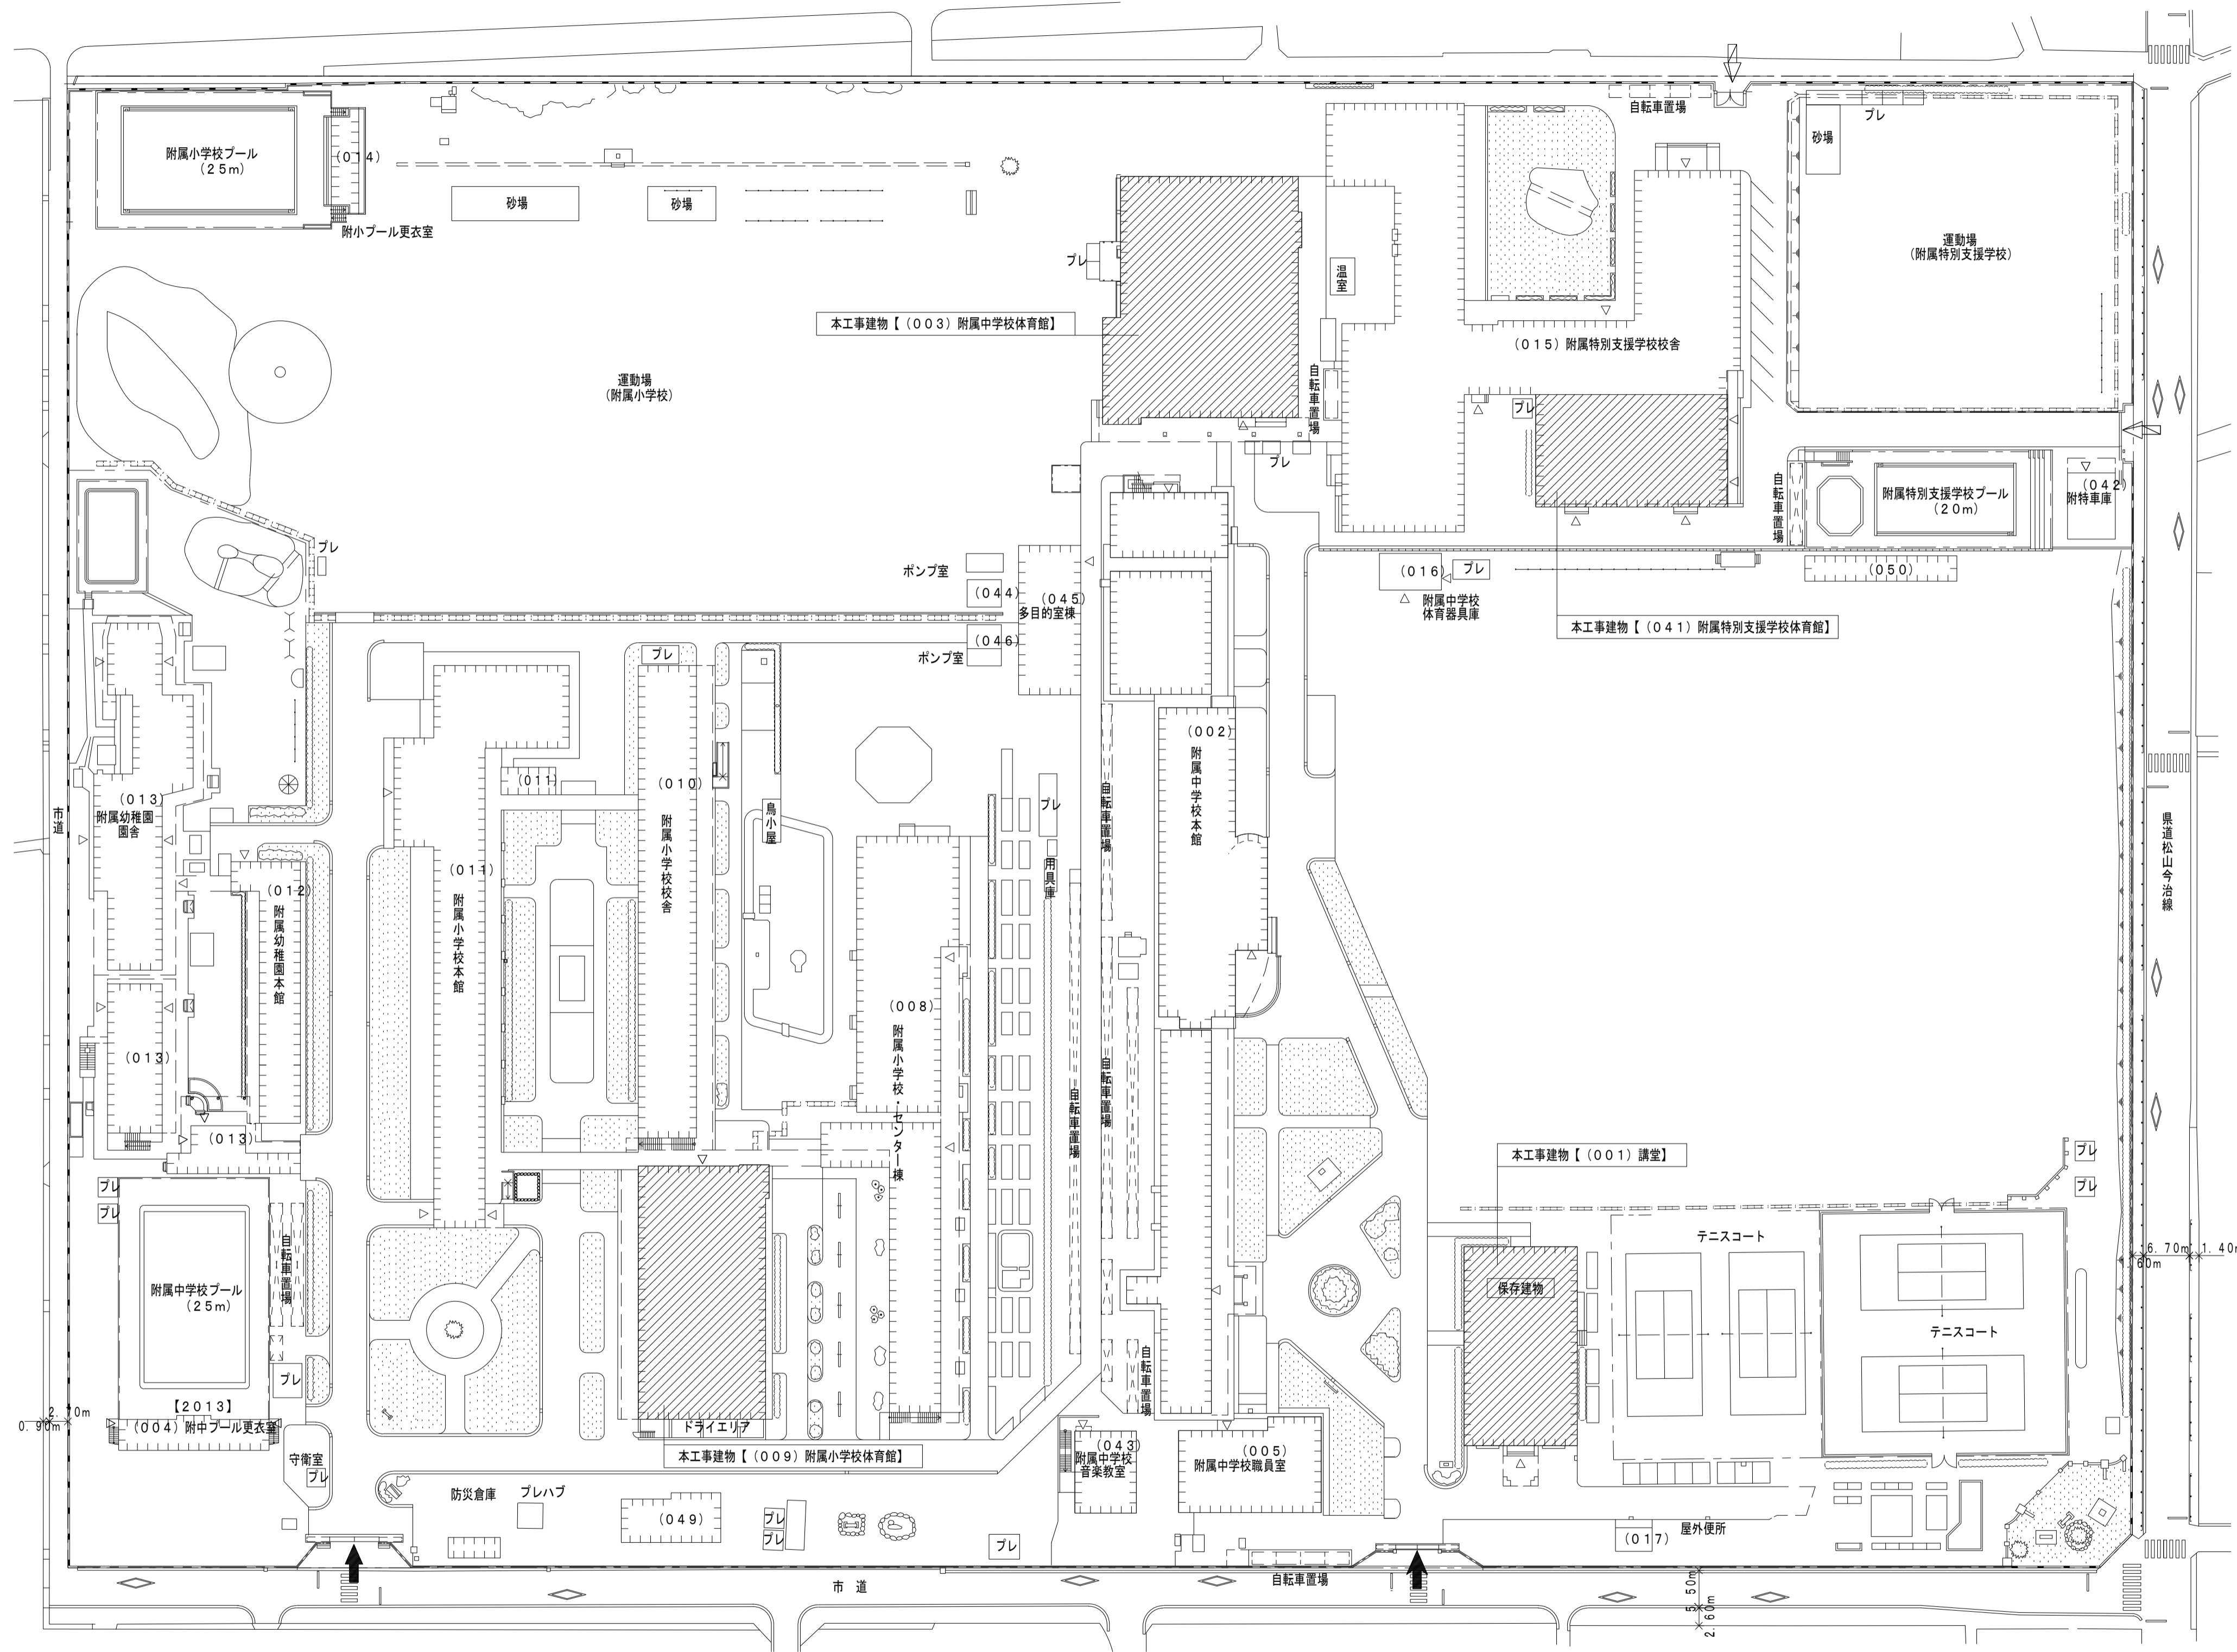 自転車置場
プレ
砂場
附属小学校プール
(25m)
(014)
附小プール更衣室
砂場
砂場
プレ
温室
運動場
(附属特別支援学校)
本工事建物【(003)附属中学校体育館】
(015)附属特別支援学校校舎
運動場
(附属小学校)
自転車置場
プレ
プレ
自転車置場
附属特別支援学校プール
(20m)
(042)
附特車庫
プレ
ポンプ室
(044)
(045)
多目的室棟
(046)
ポンプ室
(016)
プレ
附属中学校
体育器具庫
(050)
本工事建物【(041)附属特別支援学校体育館】
プレ
(011)
(010)
附属小学校校舎
鳥小屋
プレ
用具庫
自転車置場
(002)
附属中学校本館
市道
(013)
附属幼稚園
園舎
県道松山今治線
(012)
附属幼稚園本館
(011)
附属小学校本館
(008)
附属小学校・センター棟
自転車置場
自転車置場
(013)
(013)
プレ
プレ
本工事建物【(001)講堂】
プレ
プレ
自転車置場
附属中学校プール
(25m)
テニスコート
保存建物
テニスコート
6.70m
1.40m
.60m
プレ
自転車置場
【2013】
(004)附中プール更衣室
2.70m
0.90m
ドライエリア
本工事建物【(009)附属小学校体育館】
(043)
附属中学校
音楽教室
(005)
附属中学校職員室
守衛室
プレ
防災倉庫
プレハブ
(049)
プレ
プレ
プレ
(017)
屋外便所
市 道
自転車置場
5.50m
2.60m